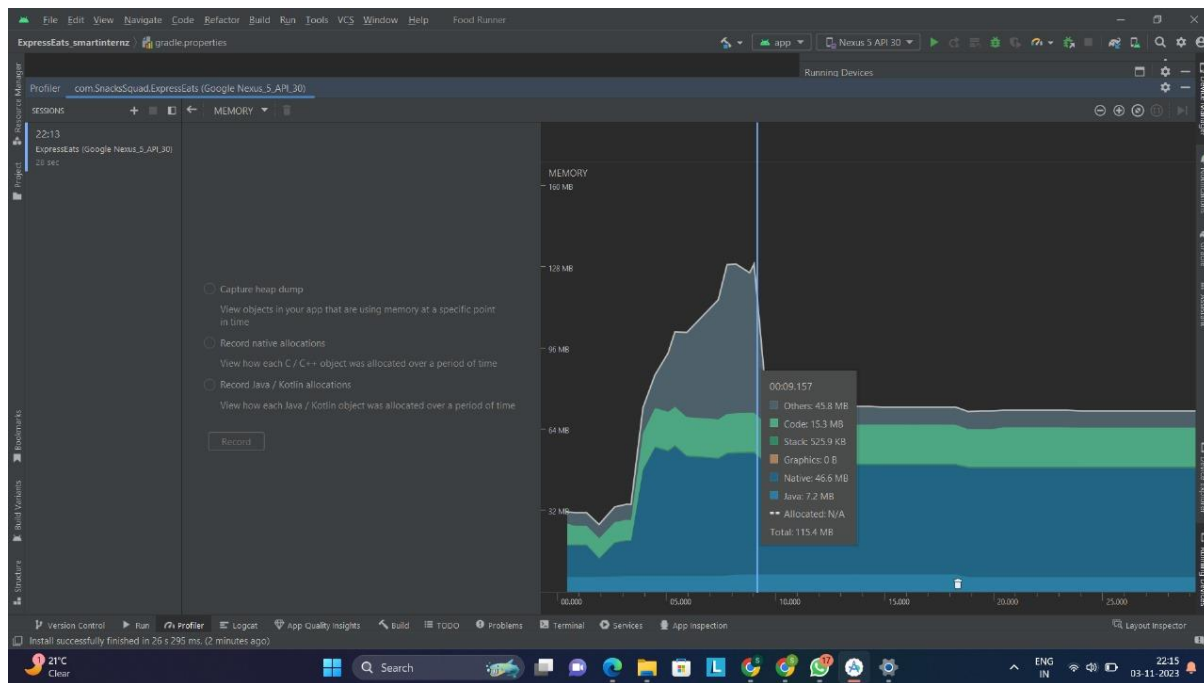 File Edit View Navigate Code Refactor Build Run Tools VCS Window Help Food Runner
ExpressEats_smartinternz gradle.properties
app Nexus 5 API 30
Running Devices
Profiler com.SnacksSquad.ExpressEats (Google Nexus_5_API_30)
SESSIONS
MEMORY
22:13
ExpressEats (Google Nexus_5_API_30)
28 sec
Resource Manager
Project
Bookmarks
Build Variants
Structure
Capture heap dump
View objects in your app that are using memory at a specific point
in time
Record native allocations
View how each C / C++ object was allocated over a period of time
Record Java / Kotlin allocations
View how each Java / Kotlin object was allocated over a period of time
Record
MEMORY
160 MB
128 MB
96 MB
64 MB
32 MB
00:09.157
Others: 45.8 MB
Code: 15.3 MB
Stack: 525.9 KB
Graphics: 0 B
Native: 46.6 MB
Java: 7.2 MB
Allocated: N/A
Total: 115.4 MB
00.000 05.000 10.000 15.000 20.000 25.000
Version Control Run Profiler Logcat App Quality Insights Build TODO Problems Terminal Services App Inspection Layout Inspector
Install successfully finished in 26 s 295 ms. (2 minutes ago)
1
21°C
Clear
Search
17
ENG
IN
22:15
03-11-2023